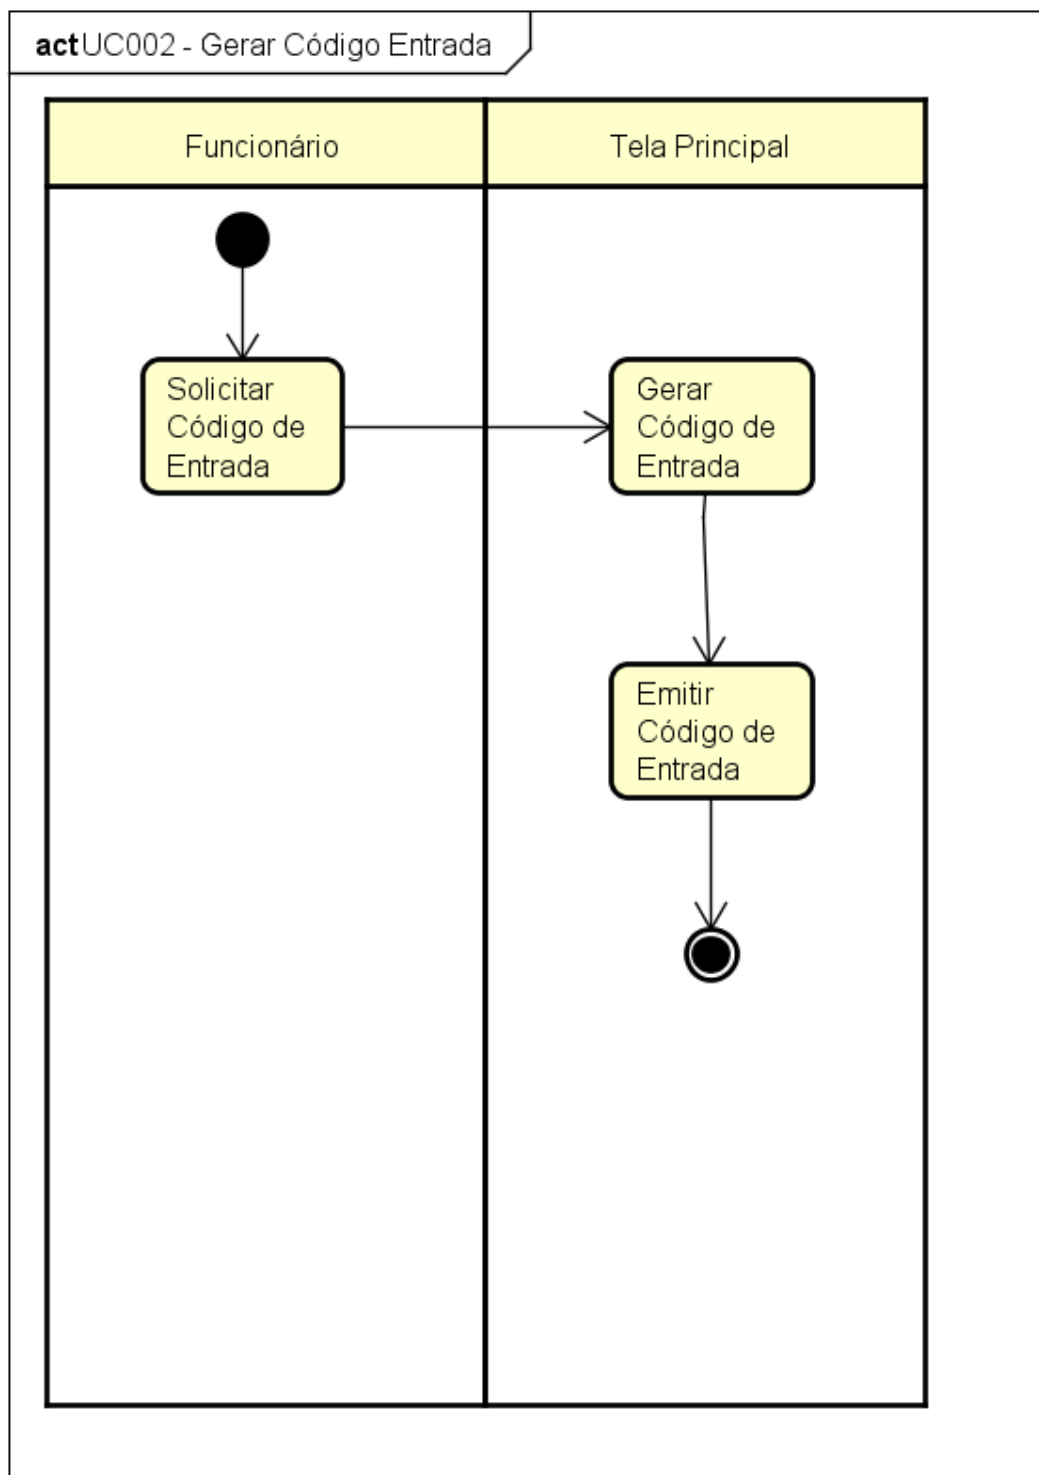 act UC002 - Gerar Código Entrada
Funcionário
Tela Principal
Solicitar
Código de
Entrada
Gerar
Código de
Entrada
Emitir
Código de
Entrada